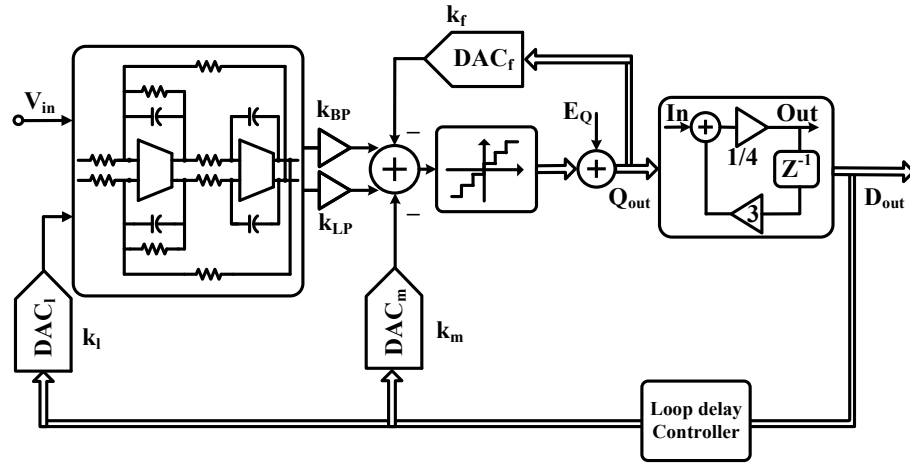 k_f
DAC_f
V_in
k_BP
k_LP
E_Q
Q_out
In
Out
1/4
Z^-1
3
D_out
DAC_l
k_l
DAC_m
k_m
Loop delay
Controller